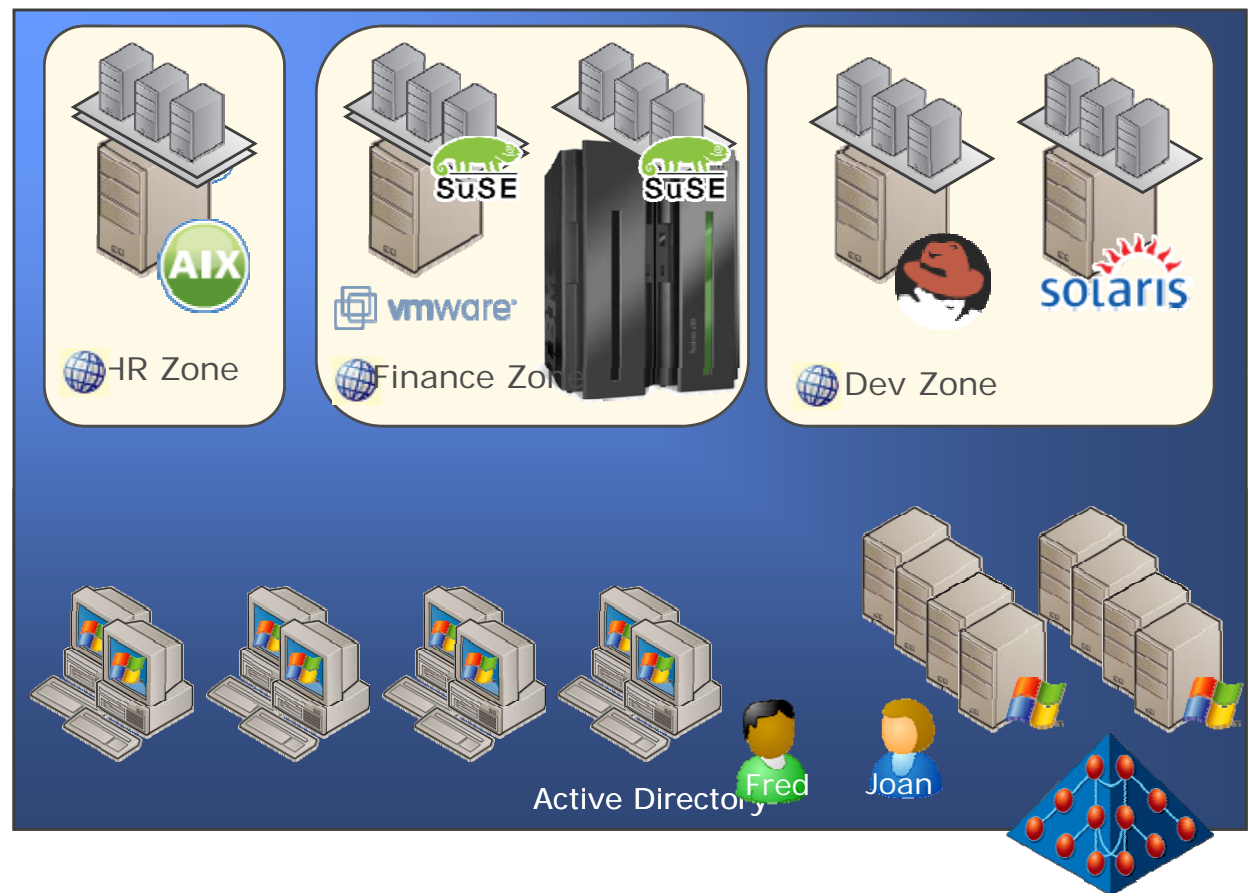 AIX
SuSE
SuSE
vmware
solaris
HR Zone
Finance Zone
Dev Zone
Fred
Joan
Active Directory